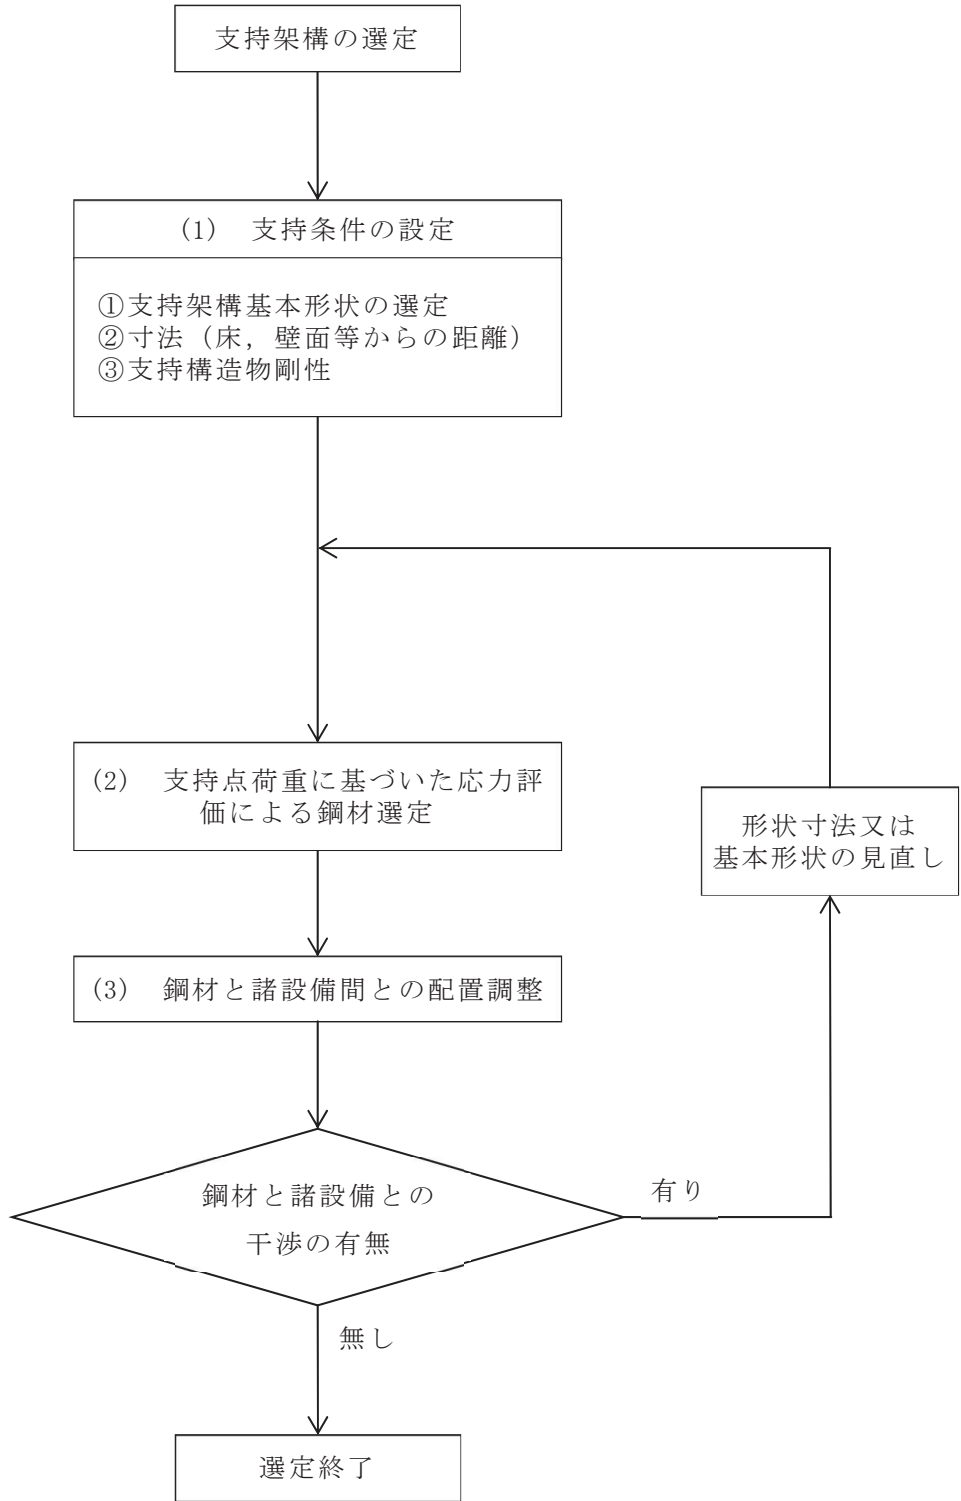 支持架構の選定
(1) 支持条件の設定
①支持架構基本形状の選定
②寸法（床，壁面等からの距離）
③支持構造物剛性
(2) 支持点荷重に基づいた応力評
価による鋼材選定
形状寸法又は
基本形状の見直し
(3) 鋼材と諸設備間との配置調整
鋼材と諸設備との
干渉の有無
有り
無し
選定終了